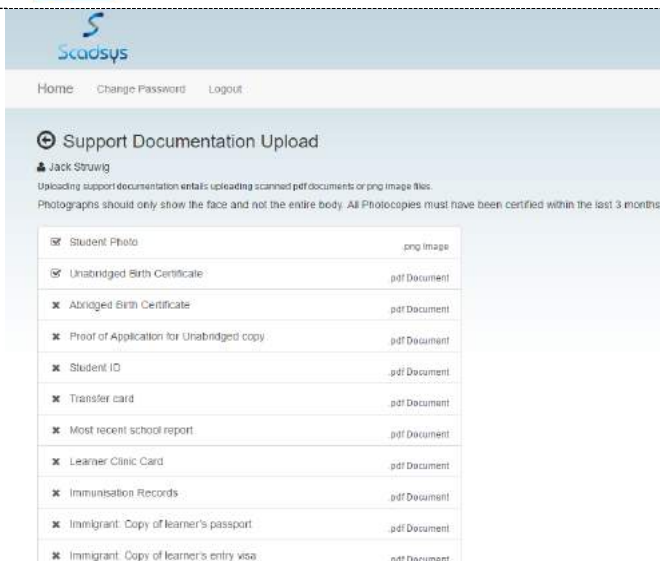 Scadsys
Home Change Password Logout
Support Documentation Upload
Jack Struwig
Uploading support documentation entails uploading scanned pdf documents or png image files.
Photographs should only show the face and not the entire body. All Photocopies must have been certified within the last 3 months
Student Photo .png Image
Unabridged Birth Certificate .pdf Document
Abridged Birth Certificate .pdf Document
Proof of Application for Unabridged copy .pdf Document
Student ID .pdf Document
Transfer card .pdf Document
Most recent school report .pdf Document
Learner Clinic Card .pdf Document
Immunisation Records .pdf Document
Immigrant: Copy of learner's passport .pdf Document
Immigrant: Copy of learner's entry visa .pdf Document